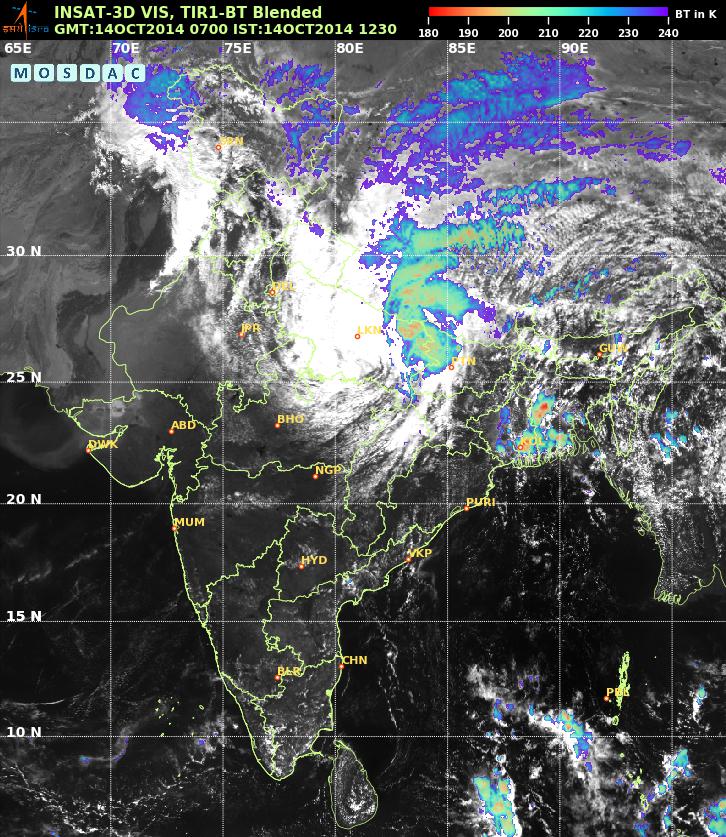 INSAT-3D VIS, TIR1-BT Blended
GMT:14OCT2014 0700 IST:14OCT2014 1230
BT in K
180 190 200 210 220 230 240
65E 70E 75E 80E 85E 90E
MOSDAC
SRN
30 N
DEL
JPR LKN
GUW
PTN
25 N
ABD BHO
DWK KOL
NGP
20 N PURI
MUM
VKP
HYD
15 N
CHN
BLR
PBL
10 N